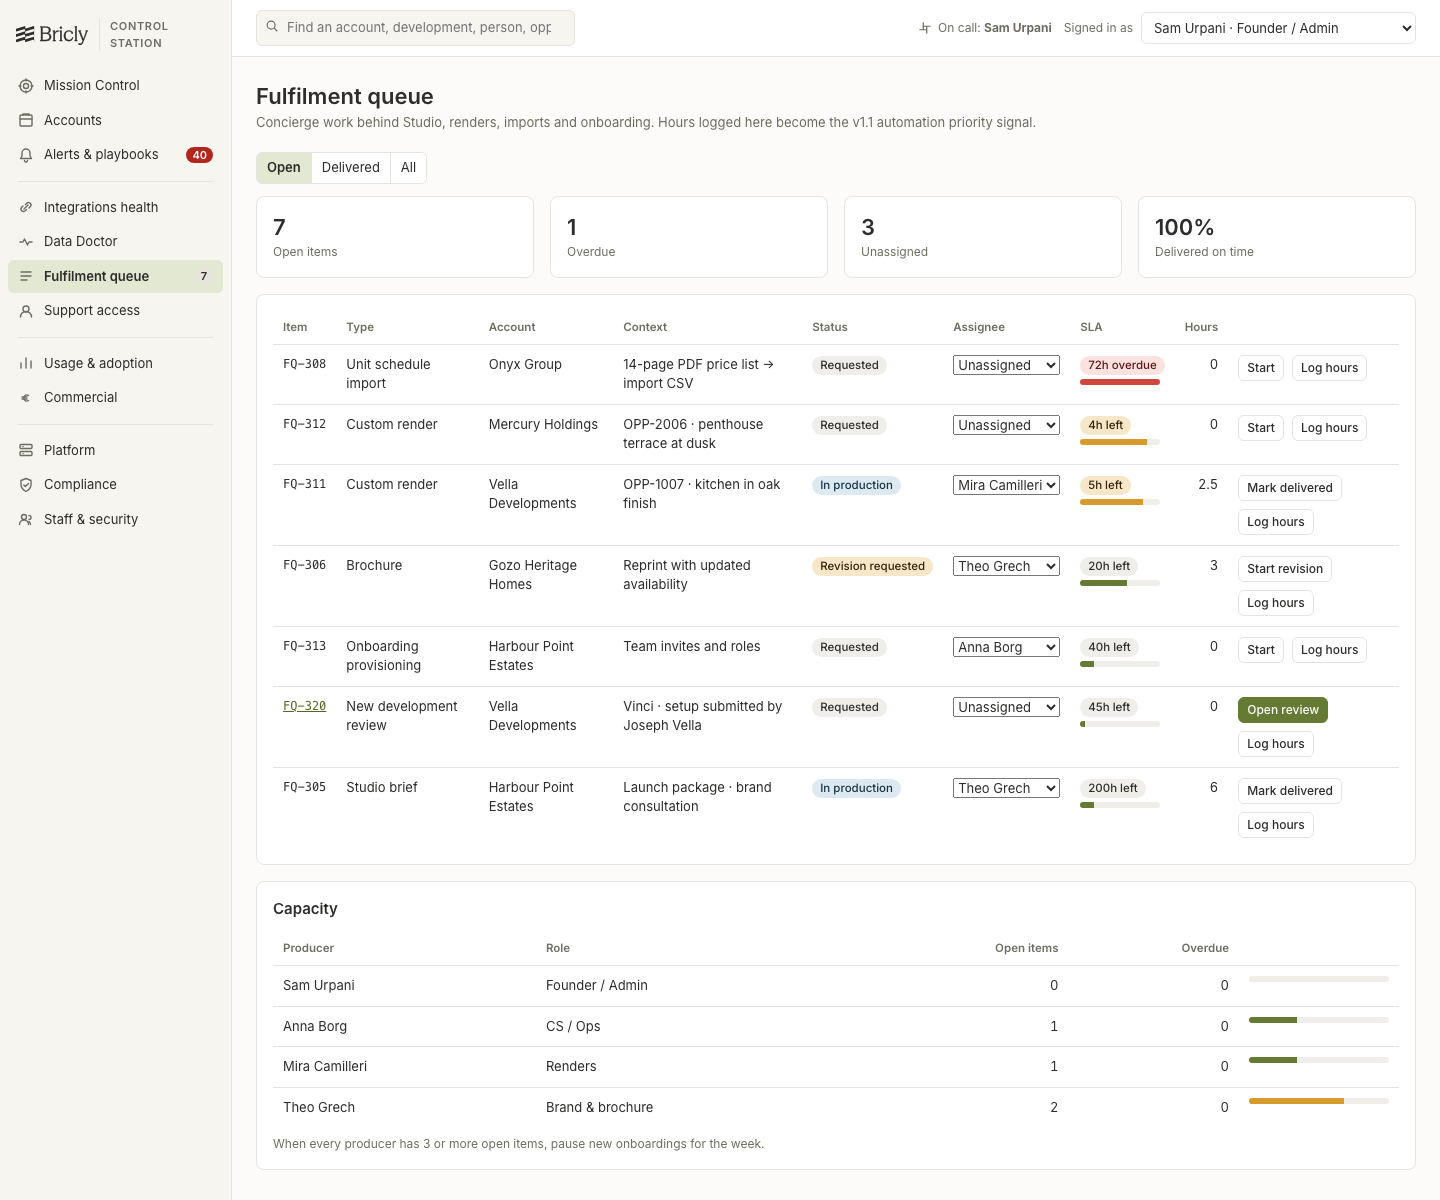 Bricly
CONTROL
STATION
Find an account, development, person, opp
On call: Sam Urpani
Signed in as
Sam Urpani · Founder / Admin
Mission Control
Accounts
Alerts & playbooks
40
Integrations health
Data Doctor
Fulfilment queue
7
Support access
Usage & adoption
Commercial
Platform
Compliance
Staff & security
Fulfilment queue
Concierge work behind Studio, renders, imports and onboarding. Hours logged here become the v1.1 automation priority signal.
Open
Delivered
All
7
Open items
1
Overdue
3
Unassigned
100%
Delivered on time
Item Type Account Context Status Assignee SLA Hours
FQ-308 Unit schedule Onyx Group 14-page PDF price list → Requested Unassigned 72h overdue 0 Start Log hours
import import CSV
FQ-312 Custom render Mercury Holdings OPP-2006 · penthouse Requested Unassigned 4h left 0 Start Log hours
terrace at dusk
FQ-311 Custom render Vella OPP-1007 · kitchen in oak In production Mira Camilleri 5h left 2.5 Mark delivered
Developments finish
Log hours
FQ-306 Brochure Gozo Heritage Reprint with updated Revision requested Theo Grech 20h left 3 Start revision
Homes availability
Log hours
FQ-313 Onboarding Harbour Point Team invites and roles Requested Anna Borg 40h left 0 Start Log hours
provisioning Estates
FQ-320 New development Vella Vinci · setup submitted by Requested Unassigned 45h left 0 Open review
review Developments Joseph Vella
Log hours
FQ-305 Studio brief Harbour Point Launch package · brand In production Theo Grech 200h left 6 Mark delivered
Estates consultation
Log hours
Capacity
Producer Role Open items Overdue
Sam Urpani Founder / Admin 0 0
Anna Borg CS / Ops 1 0
Mira Camilleri Renders 1 0
Theo Grech Brand & brochure 2 0
When every producer has 3 or more open items, pause new onboardings for the week.